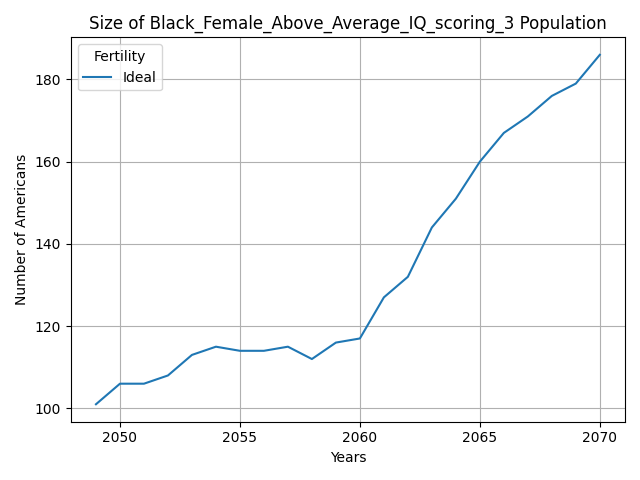 Size of Black_Female_Above_Average_IQ_scoring_3 Population
Fertility
Ideal
Number of Americans
180
160
140
120
100
2050 2055 2060 2065 2070
Years